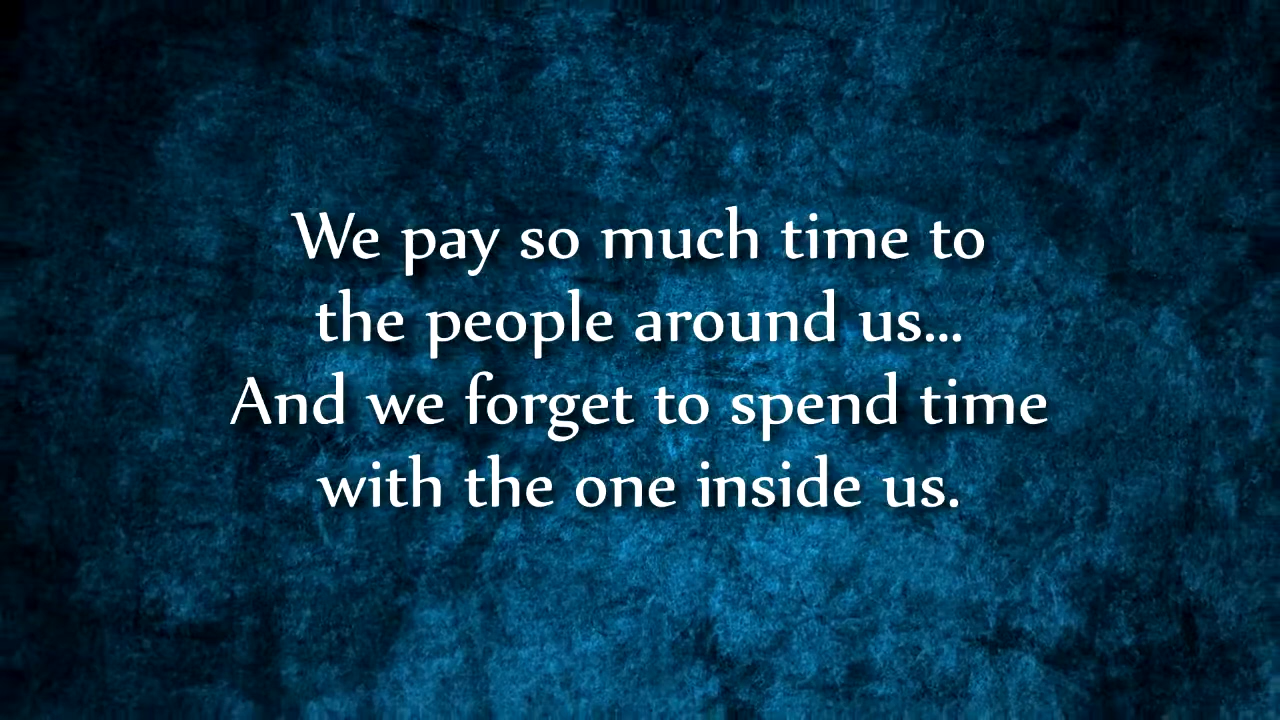 We pay so much time to
the people around us...
And we forget to spend time
with the one inside us.